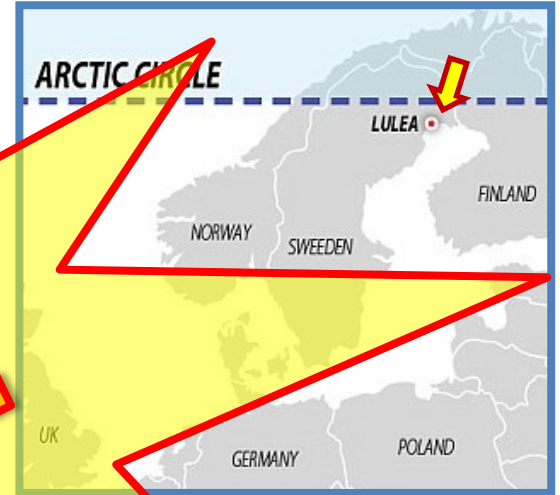 ARCTIC CIRCLE
LULEA
FINLAND
NORWAY
SWEEDEN
UK
GERMANY
POLAND